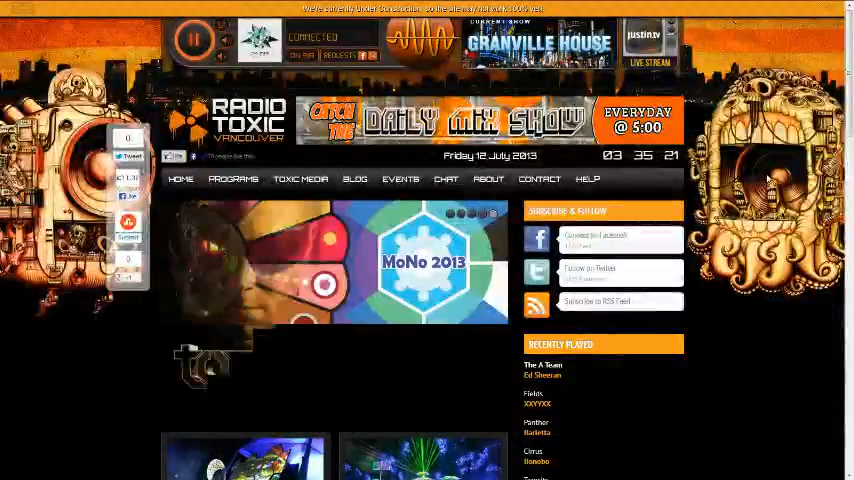 We're currently Under Construction, so the site may not work 100% yet!
CONNECTED
ON AIR
REQUESTS
CURRENT SHOW
GRANVILLE HOUSE
justin.tv
LIVE STREAM
RADIO
TOXIC
VANCOUVER
CATCH
THE
DAILY MIX SHOW
EVERYDAY
@ 5:00
Friday 12 July 2013
03 35 21
HOME
PROGRAMS
TOXIC MEDIA
BLOG
EVENTS
CHAT
ABOUT
CONTACT
HELP
0
Tweet
Like
Submit
0
MoNo 2013
SUBSCRIBE & FOLLOW
Connect on Facebook
Follow on Twitter
Subscribe to RSS Feed
RECENTLY PLAYED
The A Team
Ed Sheeran
Fields
XXYYXX
Panther
Barletta
Cirrus
Bonobo